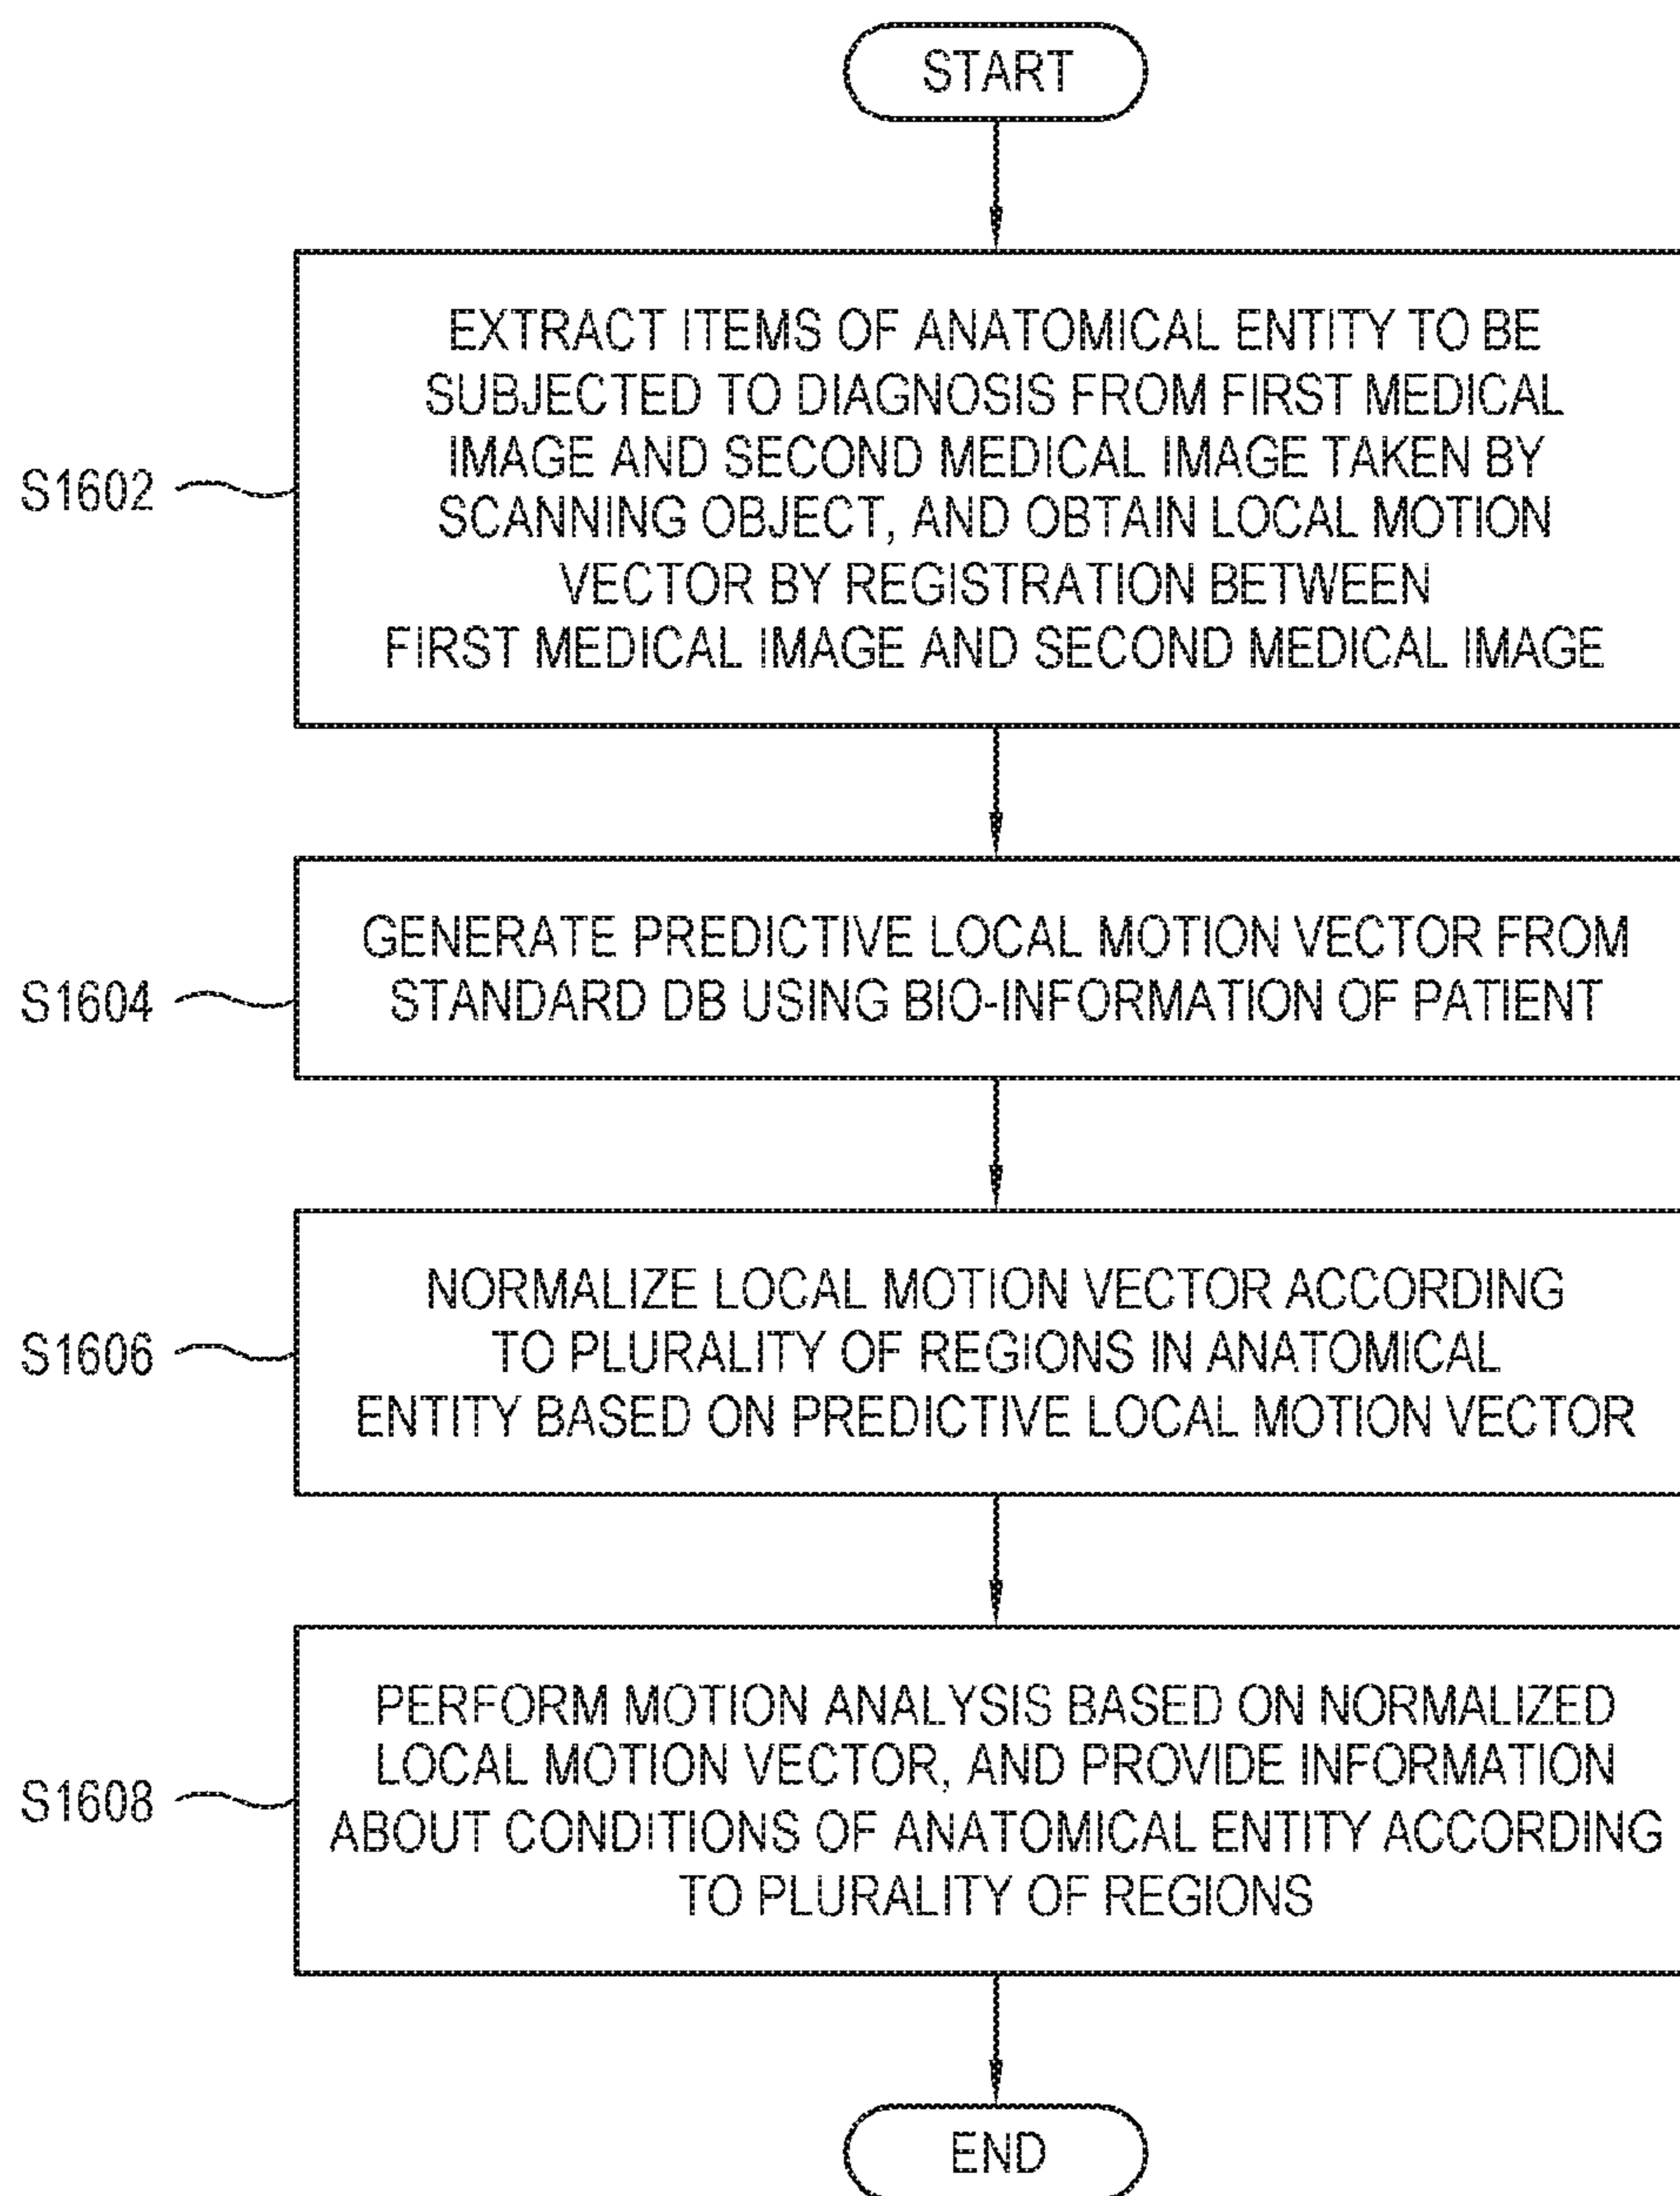 START
EXTRACT ITEMS OF ANATOMICAL ENTITY TO BE
SUBJECTED TO DIAGNOSIS FROM FIRST MEDICAL
IMAGE AND SECOND MEDICAL IMAGE TAKEN BY
SCANNING OBJECT, AND OBTAIN LOCAL MOTION
VECTOR BY REGISTRATION BETWEEN
FIRST MEDICAL IMAGE AND SECOND MEDICAL IMAGE
S1602
GENERATE PREDICTIVE LOCAL MOTION VECTOR FROM
STANDARD DB USING BIO-INFORMATION OF PATIENT
S1604
NORMALIZE LOCAL MOTION VECTOR ACCORDING
TO PLURALITY OF REGIONS IN ANATOMICAL
ENTITY BASED ON PREDICTIVE LOCAL MOTION VECTOR
S1606
PERFORM MOTION ANALYSIS BASED ON NORMALIZED
LOCAL MOTION VECTOR, AND PROVIDE INFORMATION
ABOUT CONDITIONS OF ANATOMICAL ENTITY ACCORDING
TO PLURALITY OF REGIONS
S1608
END